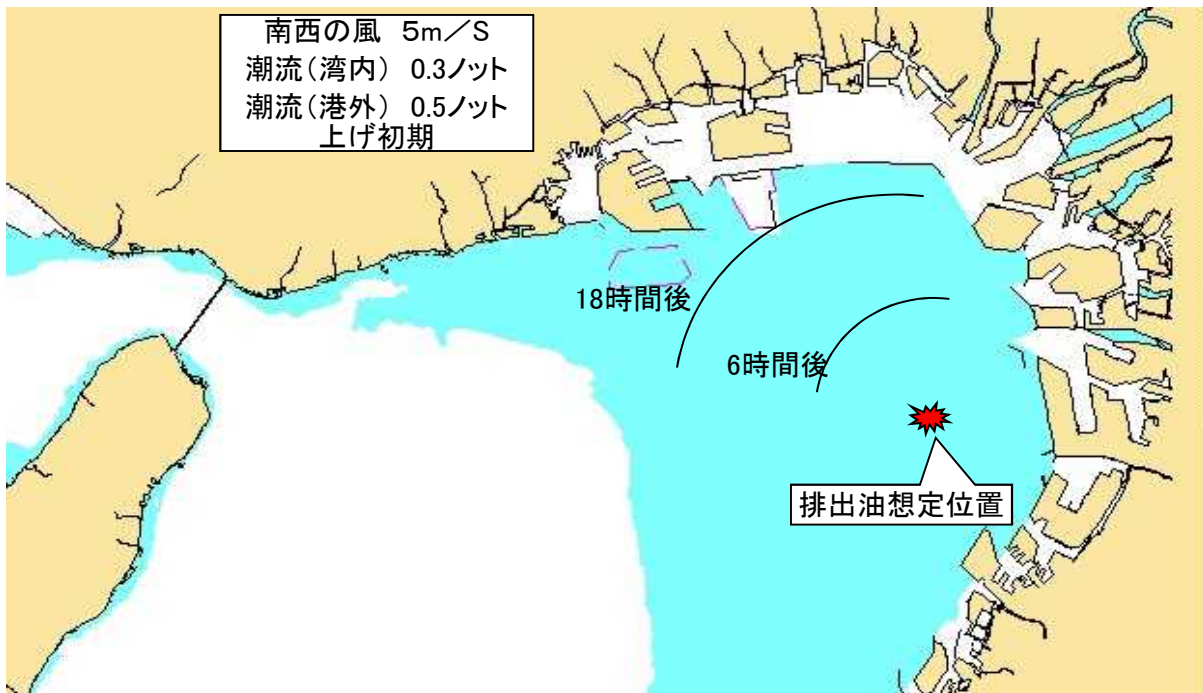 南西の風 5m/S
潮流(湾内) 0.3ノット
潮流(港外) 0.5ノット
上げ初期
18時間後
6時間後
排出油想定位置